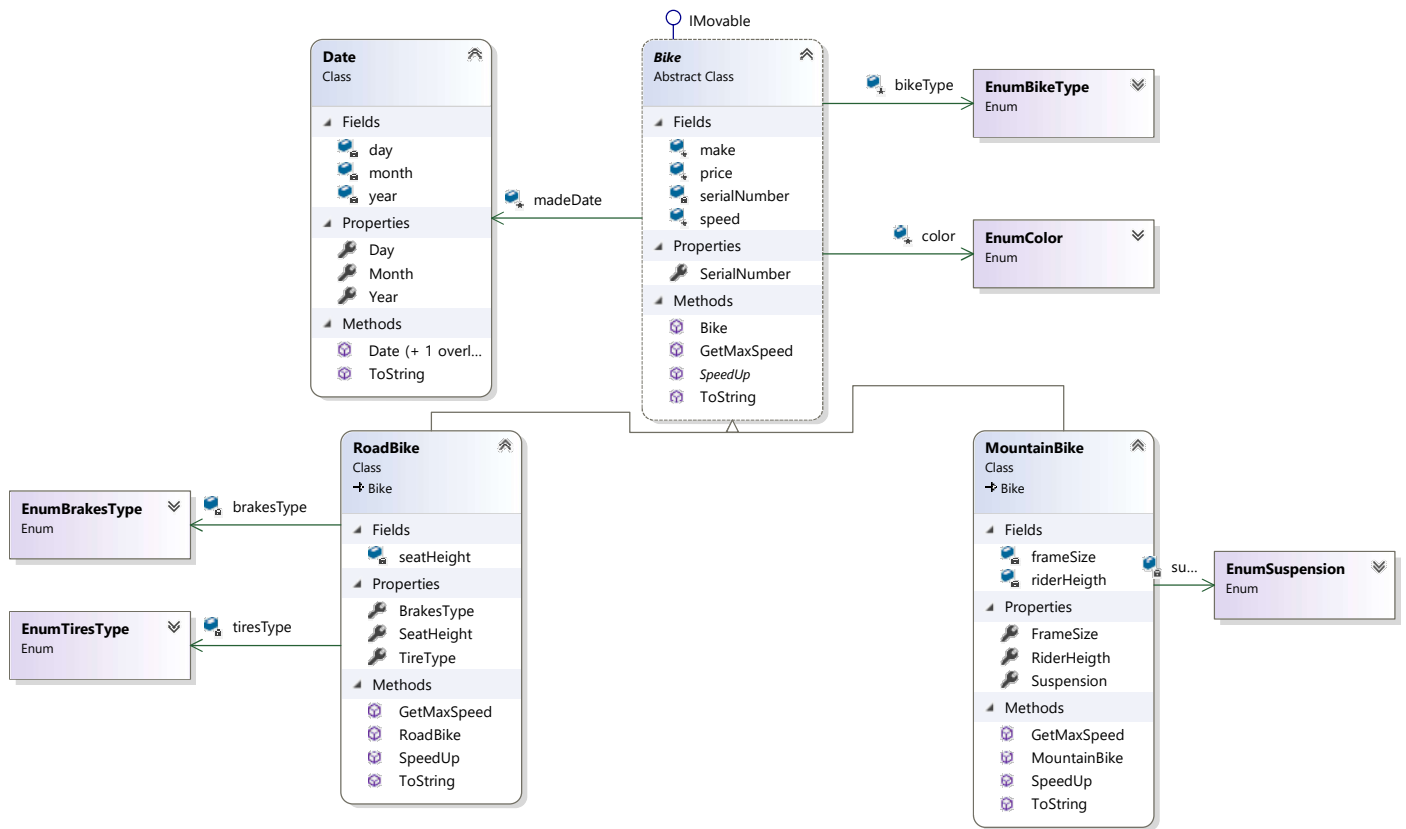 IMovable
Date
Class
Fields
day
month
year
Properties
Day
Month
Year
Methods
Date (+ 1 overl...
ToString
madeDate
Bike
Abstract Class
Fields
make
price
serialNumber
speed
Properties
SerialNumber
Methods
Bike
GetMaxSpeed
SpeedUp
ToString
bikeType
EnumBikeType
Enum
color
EnumColor
Enum
RoadBike
Class
Bike
Fields
seatHeight
Properties
BrakesType
SeatHeight
TireType
Methods
GetMaxSpeed
RoadBike
SpeedUp
ToString
brakesType
EnumBrakesType
Enum
tiresType
EnumTiresType
Enum
MountainBike
Class
Bike
Fields
frameSize
riderHeigth
Properties
FrameSize
RiderHeigth
Suspension
Methods
GetMaxSpeed
MountainBike
SpeedUp
ToString
su...
EnumSuspension
Enum